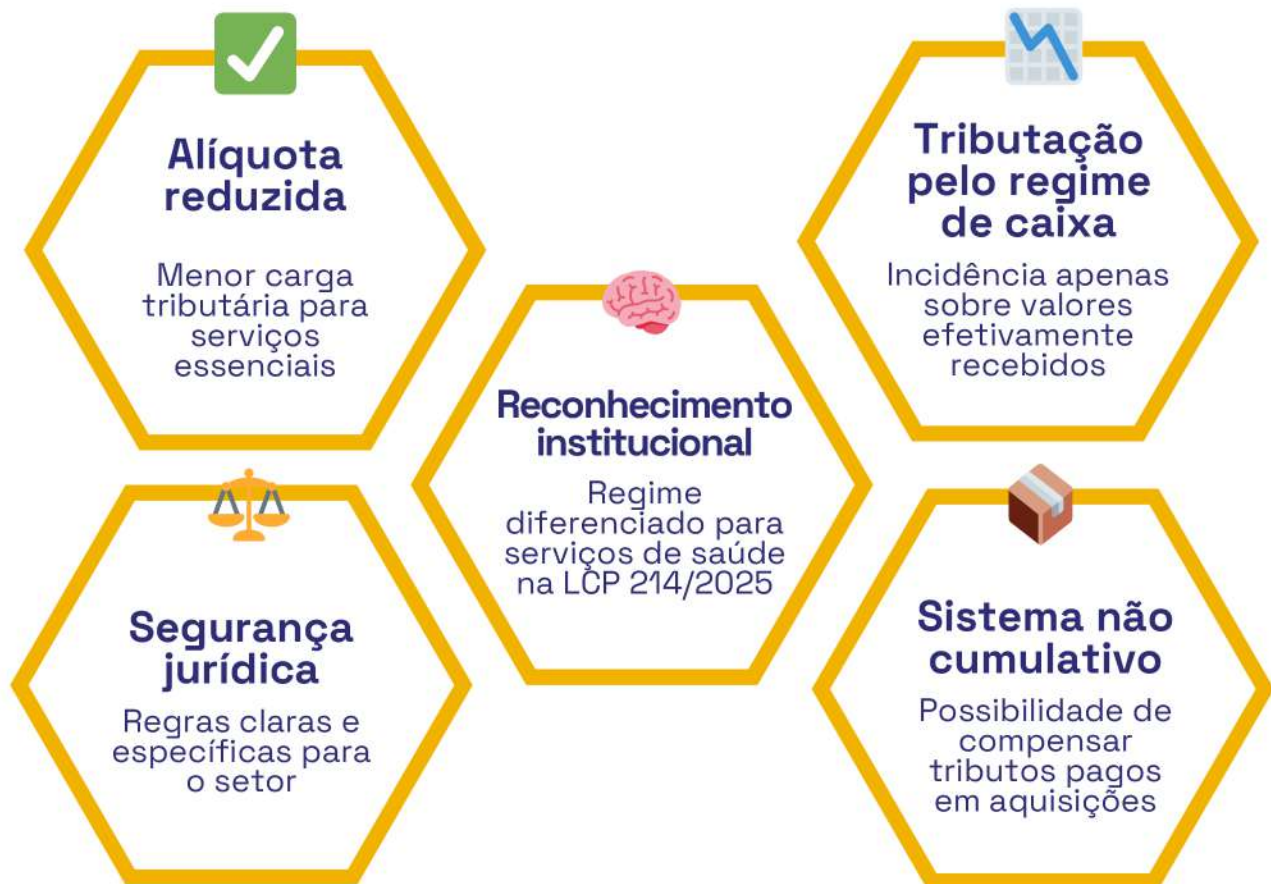 Alíquota
reduzida
Menor carga
tributária para
serviços
essenciais
Tributação
pelo regime
de caixa
Incidência apenas
sobre valores
efetivamente
recebidos
Reconhecimento
institucional
Regime
diferenciado para
serviços de saúde
na LCP 214/2025
Segurança
jurídica
Regras claras e
específicas para
o setor
Sistema não
cumulativo
Possibilidade de
compensar
tributos pagos
em aquisições